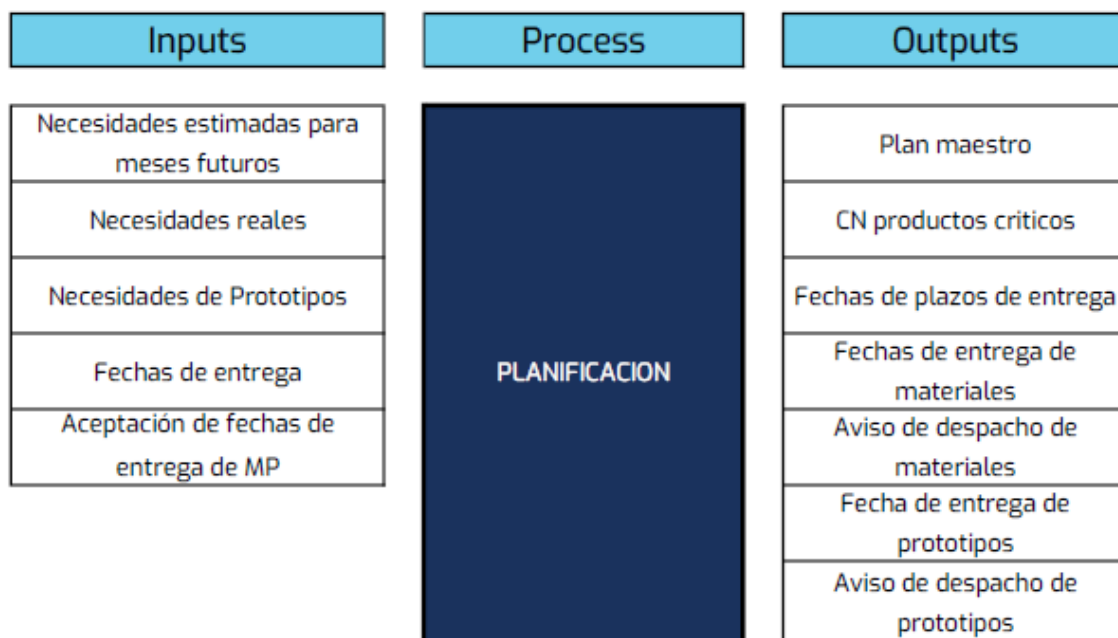 Inputs
Process
Outputs
Necesidades estimadas para
meses futuros
Necesidades reales
Necesidades de Prototipos
Fechas de entrega
Aceptación de fechas de
entrega de MP
PLANIFICACION
Plan maestro
CN productos criticos
Fechas de plazos de entrega
Fechas de entrega de
materiales
Aviso de despacho de
materiales
Fecha de entrega de
prototipos
Aviso de despacho de
prototipos